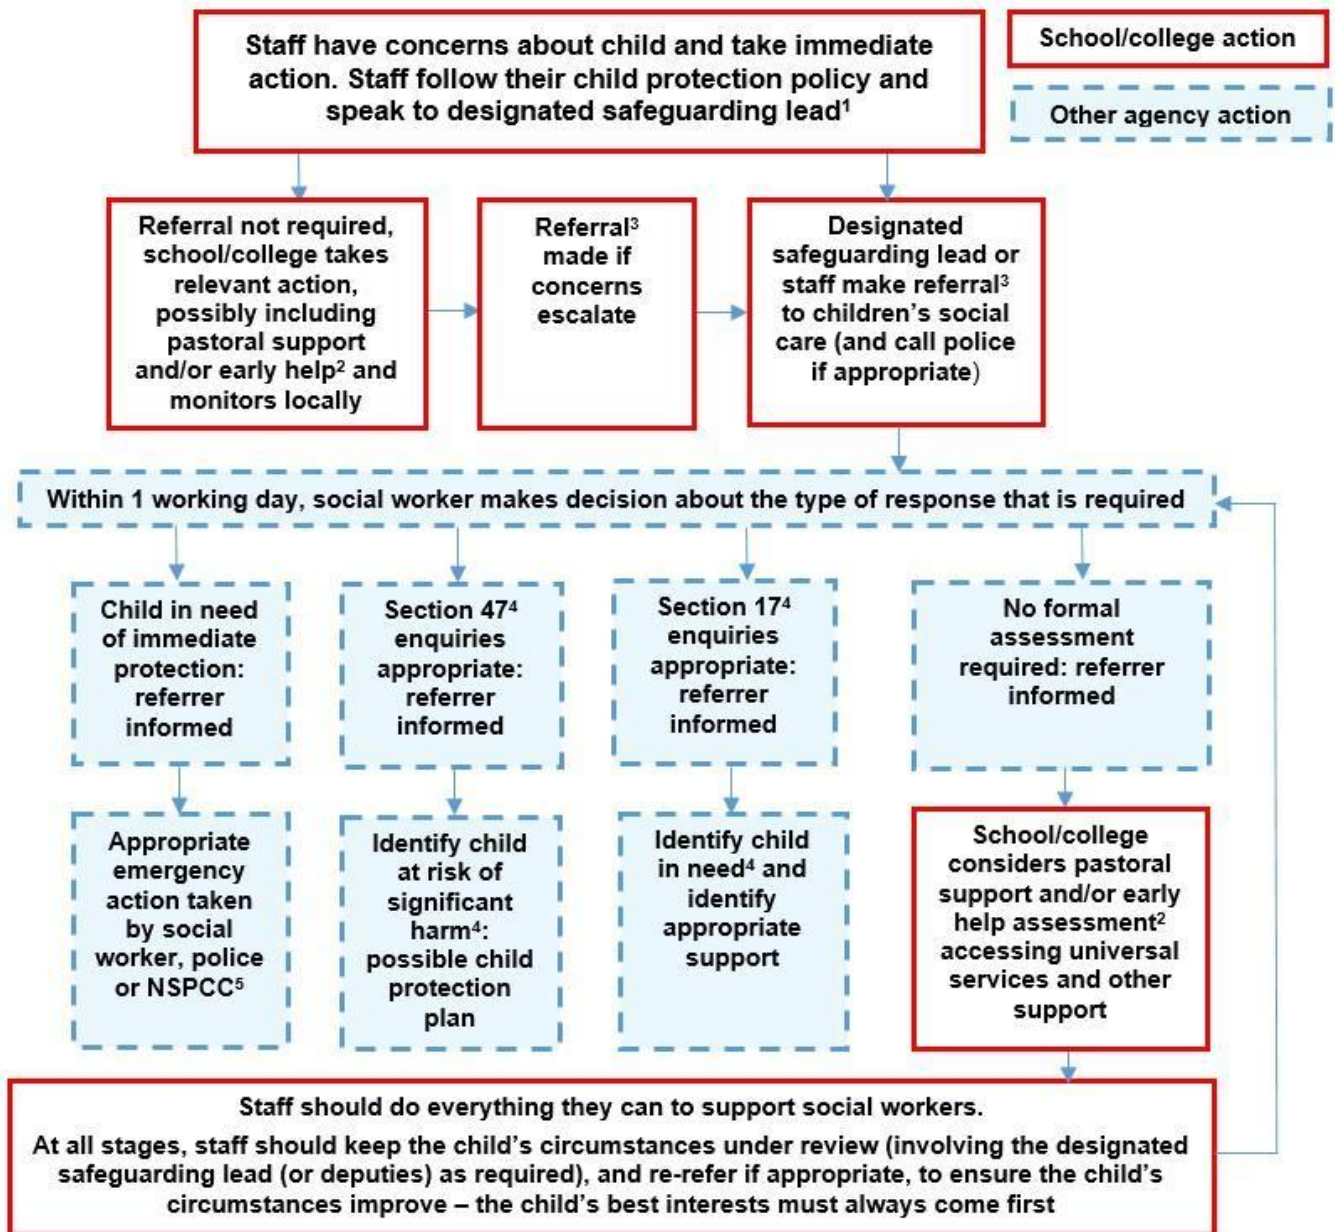 Staff have concerns about child and take immediate
action. Staff follow their child protection policy and
speak to designated safeguarding lead¹
School/college action
Other agency action
Referral not required,
school/college takes
relevant action,
possibly including
pastoral support
and/or early help² and
monitors locally
Referral³
made if
concerns
escalate
Designated
safeguarding lead or
staff make referral³
to children’s social
care (and call police
if appropriate)
Within 1 working day, social worker makes decision about the type of response that is required
Child in need
of immediate
protection:
referrer
informed
Section 47⁴
enquiries
appropriate:
referrer
informed
Section 17⁴
enquiries
appropriate:
referrer
informed
No formal
assessment
required: referrer
informed
Appropriate
emergency
action taken
by social
worker, police
or NSPCC⁵
Identify child
at risk of
significant
harm⁴:
possible child
protection
plan
Identify child
in need⁴ and
identify
appropriate
support
School/college
considers pastoral
support and/or early
help assessment²
accessing universal
services and other
support
Staff should do everything they can to support social workers.
At all stages, staff should keep the child’s circumstances under review (involving the designated
safeguarding lead (or deputies) as required), and re-refer if appropriate, to ensure the child’s
circumstances improve – the child’s best interests must always come first